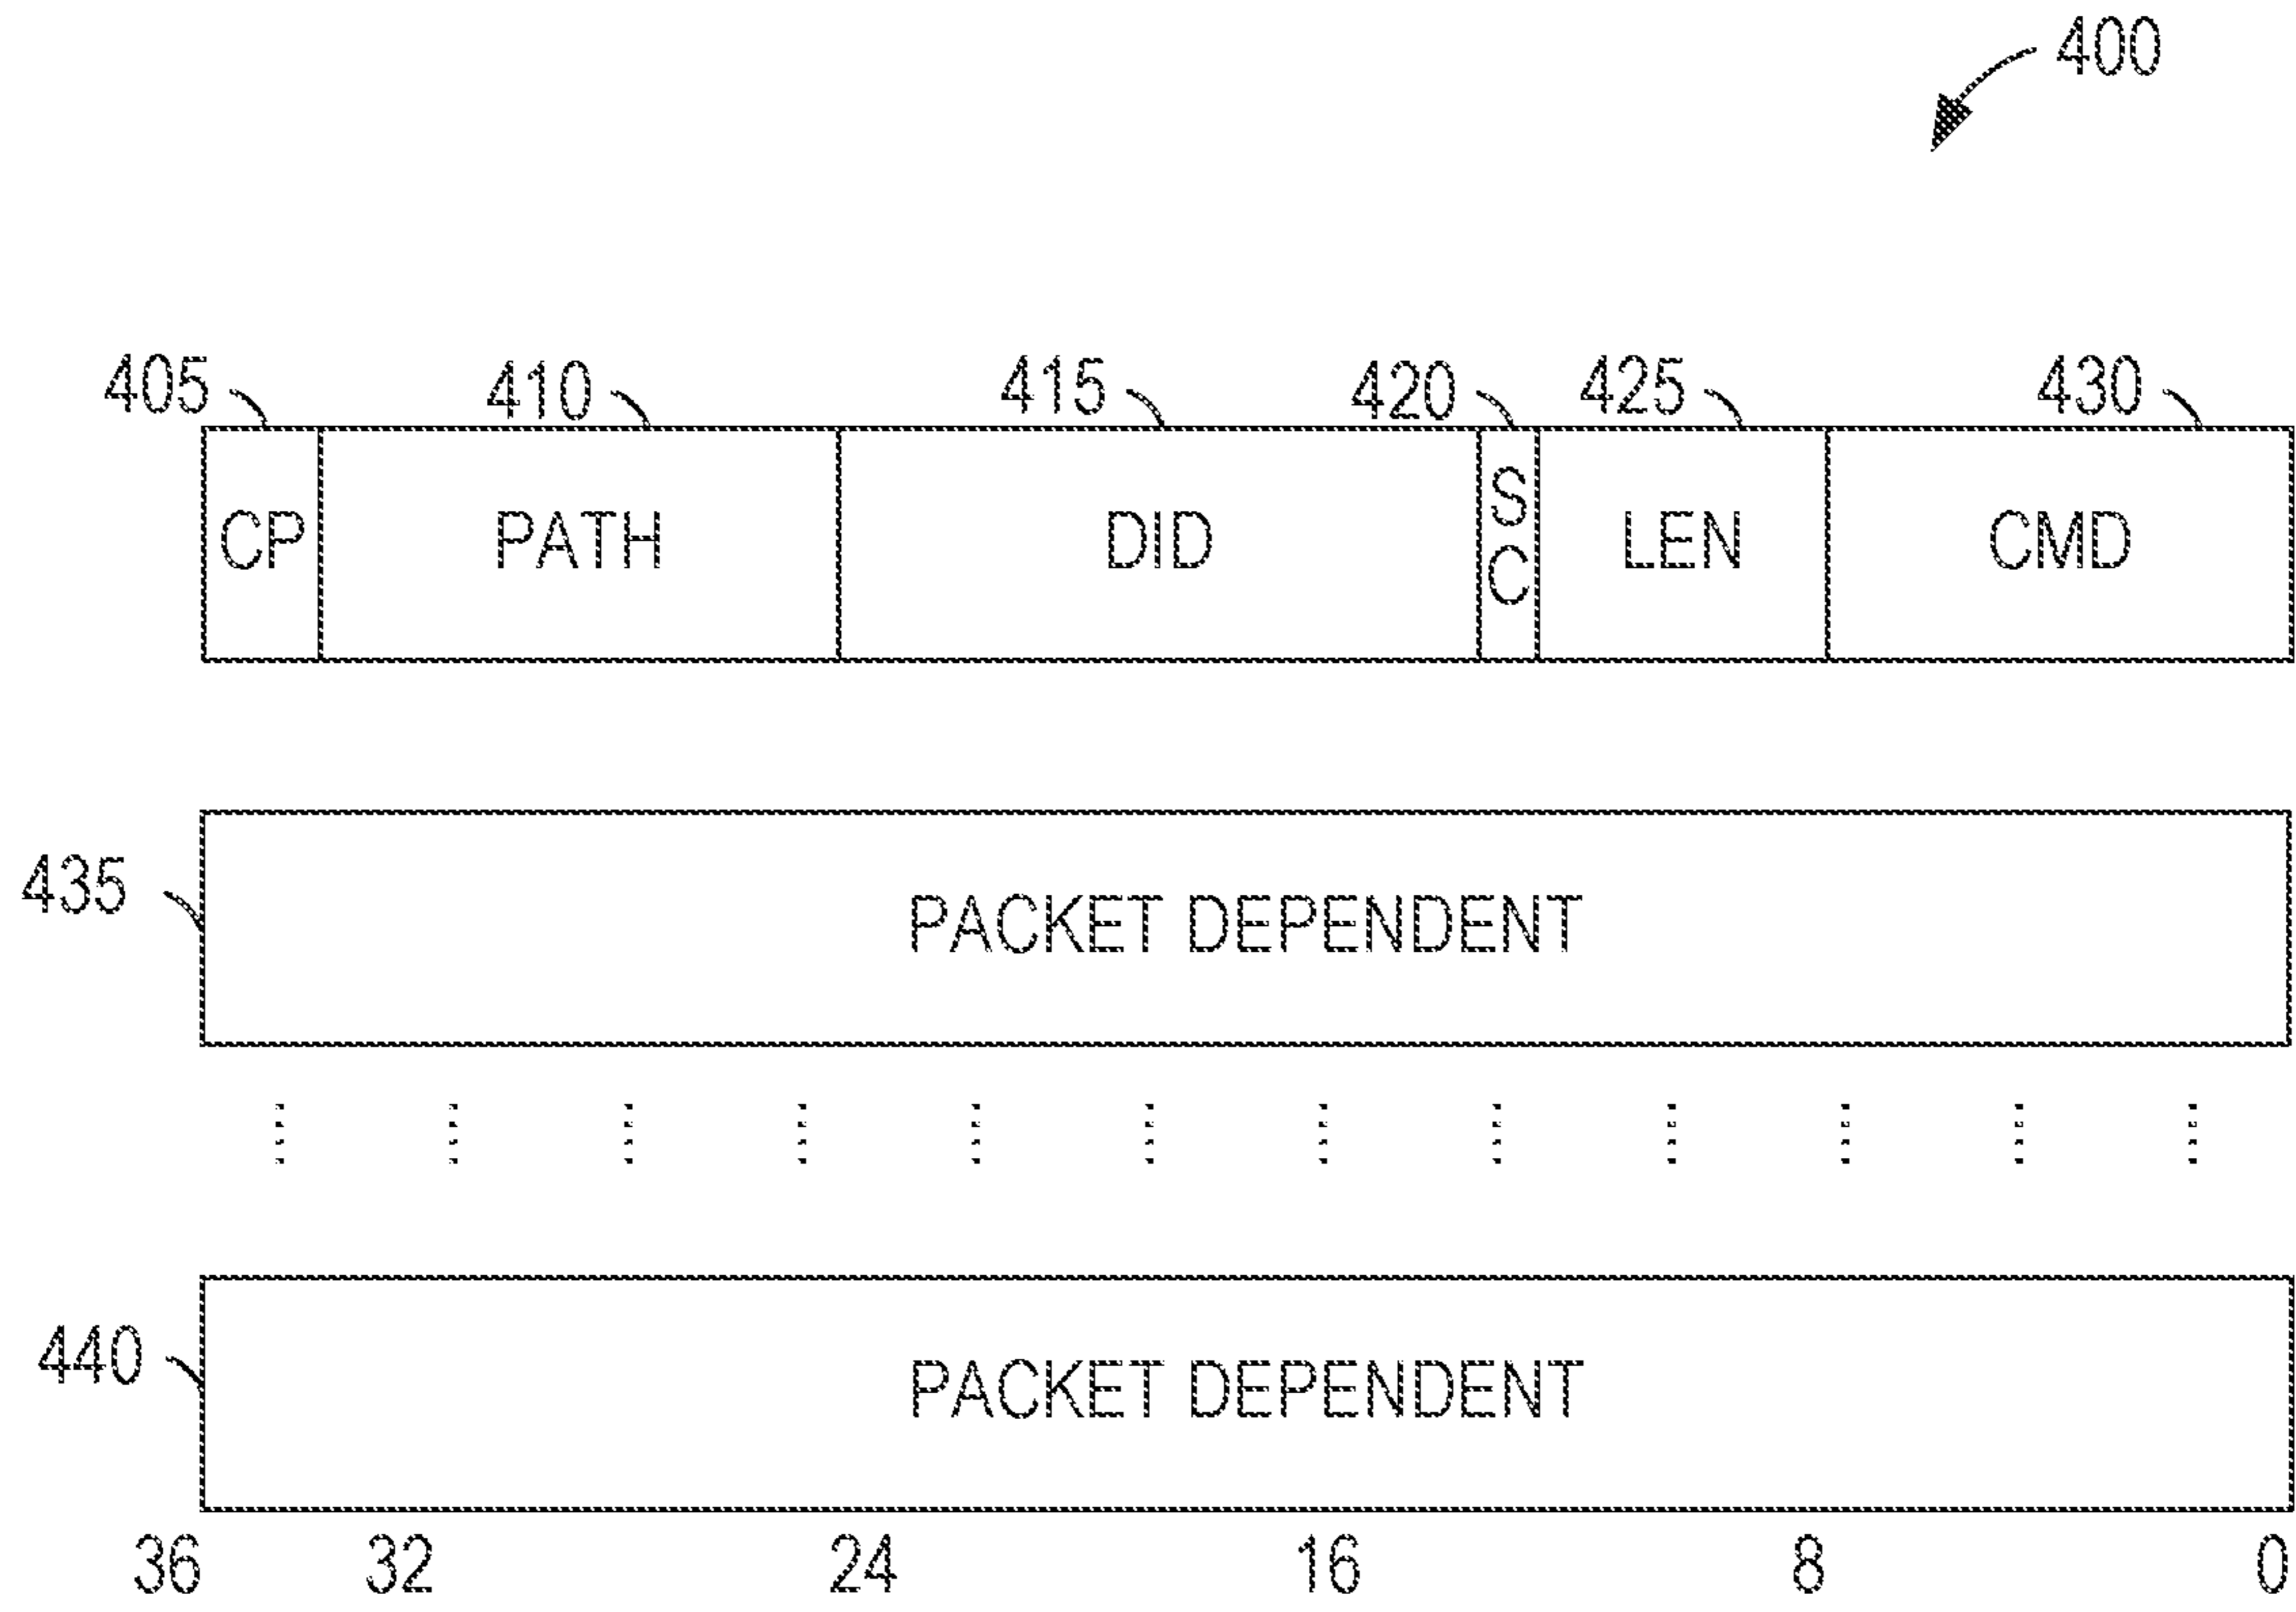 400
405 410 415 420 425 430
CP PATH DID SC LEN CMD
435 PACKET DEPENDENT
440 PACKET DEPENDENT
36 32 24 16 8 0